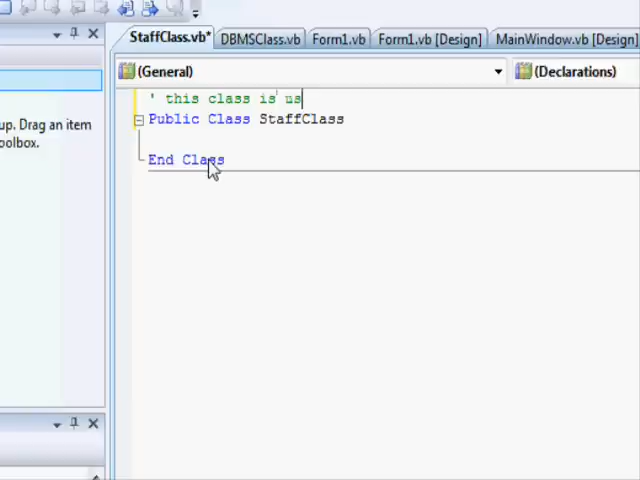 StaffClass.vb* DBMSClass.vb Form1.vb Form1.vb [Design] MainWindow.vb [Design]
(General) (Declarations)
' this class is us
Public Class StaffClass
End Class
up. Drag an item
oolbox.